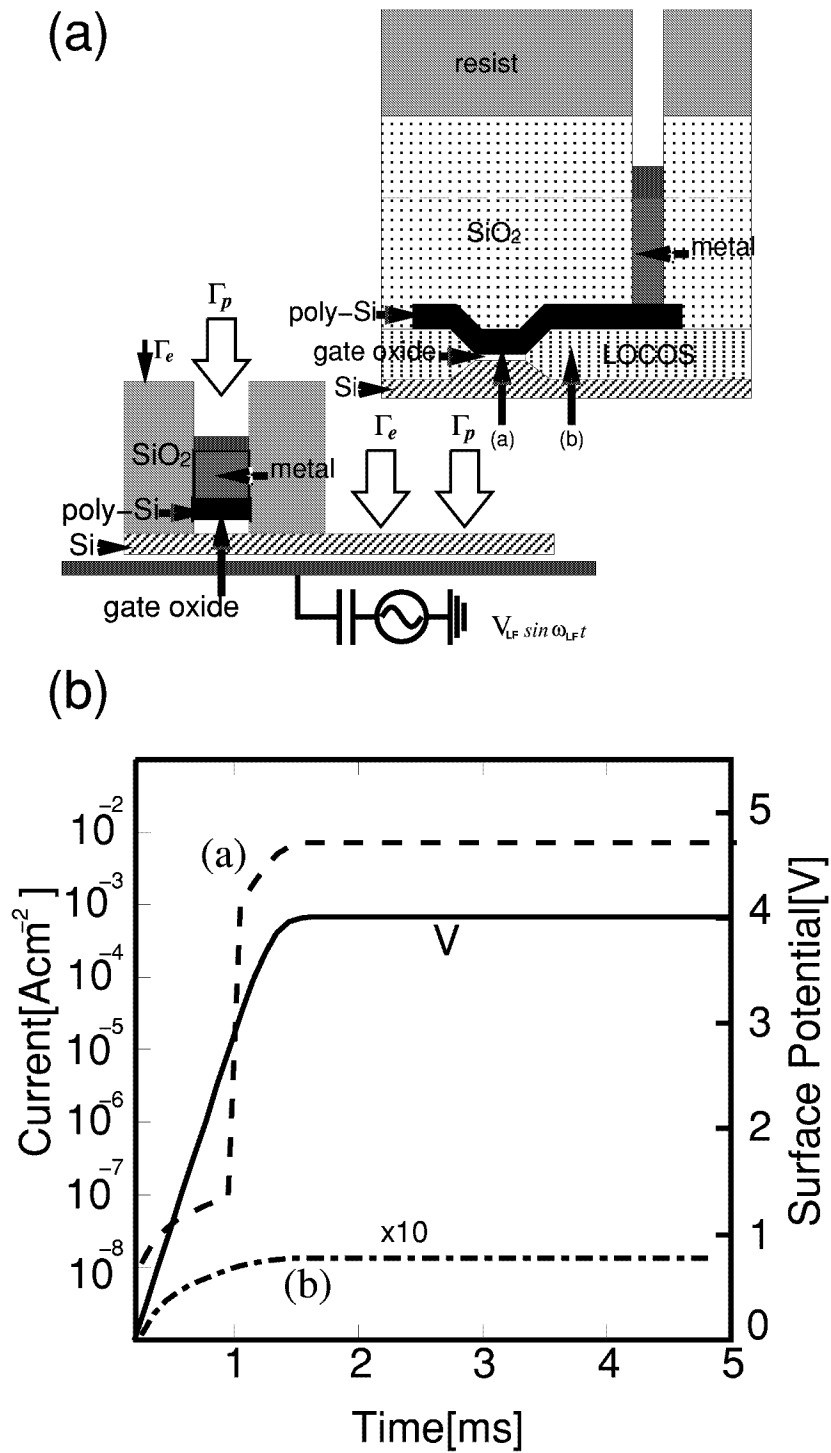 (a)
resist
SiO2
metal
poly-Si
gate oxide
LOCOS
Si
(a)
(b)
Γe
Γp
Γe
Γp
SiO2
metal
poly-Si
Si
gate oxide
VLF sin ωLF t
(b)
10^-2
10^-3
10^-4
10^-5
10^-6
10^-7
10^-8
Current[Acm^-2]
5
4
3
2
1
0
Surface Potential[V]
(a)
V
x10
(b)
1 2 3 4 5
Time[ms]